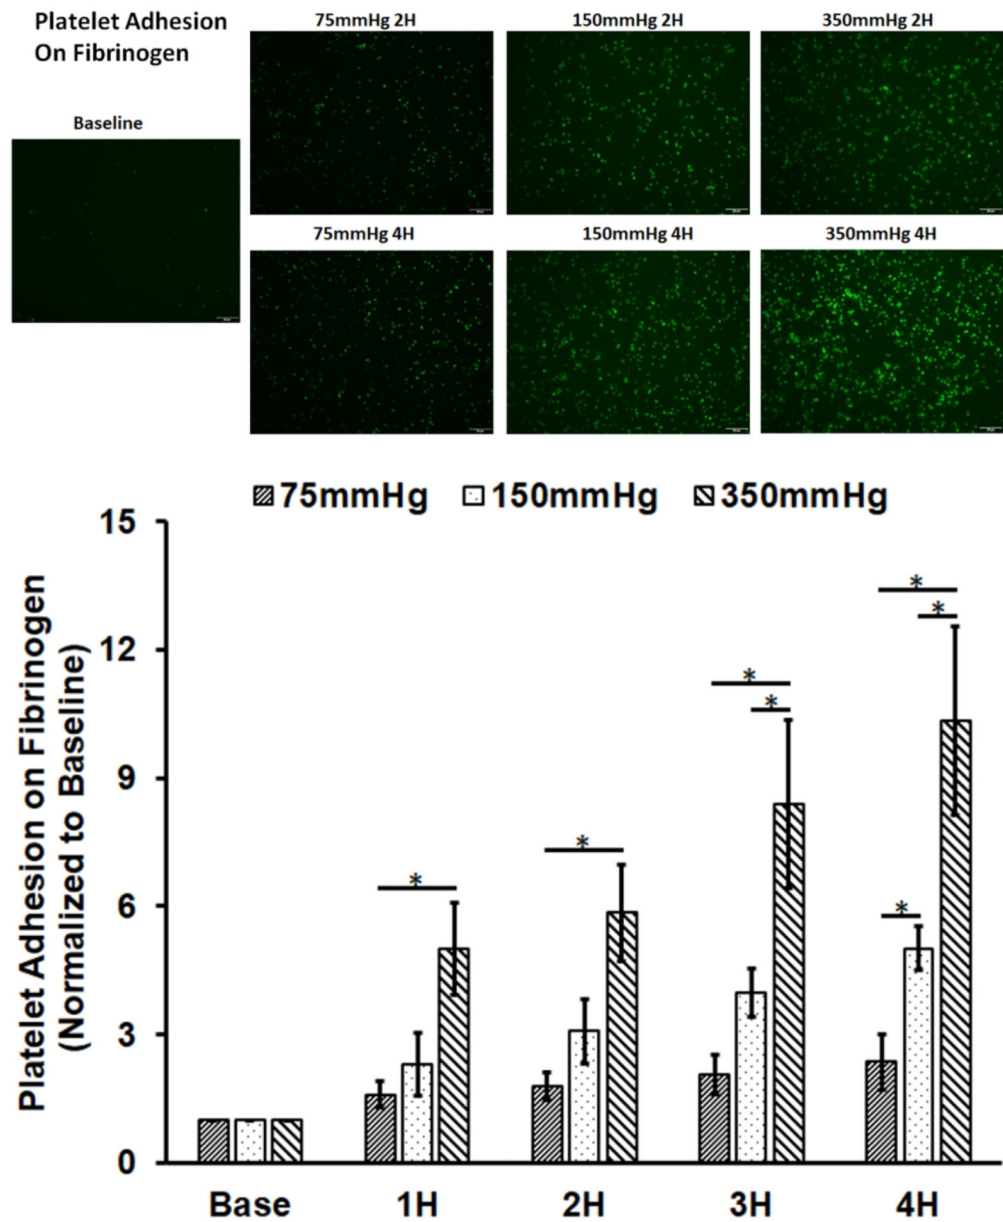 Platelet Adhesion
On Fibrinogen
Baseline
75mmHg 2H
150mmHg 2H
350mmHg 2H
75mmHg 4H
150mmHg 4H
350mmHg 4H
75mmHg 150mmHg 350mmHg
Platelet Adhesion on Fibrinogen
(Normalized to Baseline)
15
12
9
6
3
0
*
*
*
*
*
*
*
Base 1H 2H 3H 4H